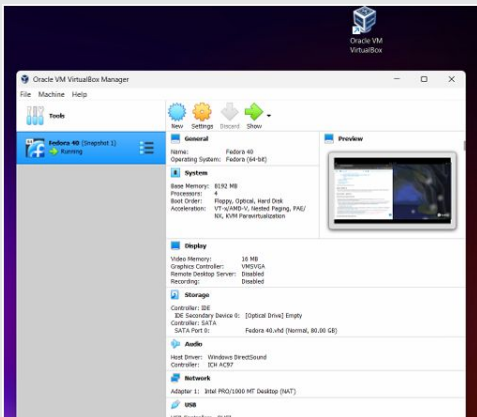 Oracle VM
VirtualBox
Oracle VM VirtualBox Manager
File Machine Help
Tools
New Settings Discard Show
Fedora 40 (Snapshot 1)
Running
General
Name: Fedora 40
Operating System: Fedora (64-bit)
Preview
System
Base Memory: 8192 MB
Processors: 4
Boot Order: Floppy, Optical, Hard Disk
Acceleration: VT-x/AMD-V, Nested Paging, PAE/
NX, KVM Paravirtualization
Display
Video Memory: 16 MB
Graphics Controller: VMSVGA
Remote Desktop Server: Disabled
Recording: Disabled
Storage
Controller: IDE
IDE Secondary Device 0: [Optical Drive] Empty
Controller: SATA
SATA Port 0: Fedora 40.vhd (Normal, 80.00 GB)
Audio
Host Driver: Windows DirectSound
Controller: ICH AC97
Network
Adapter 1: Intel PRO/1000 MT Desktop (NAT)
USB